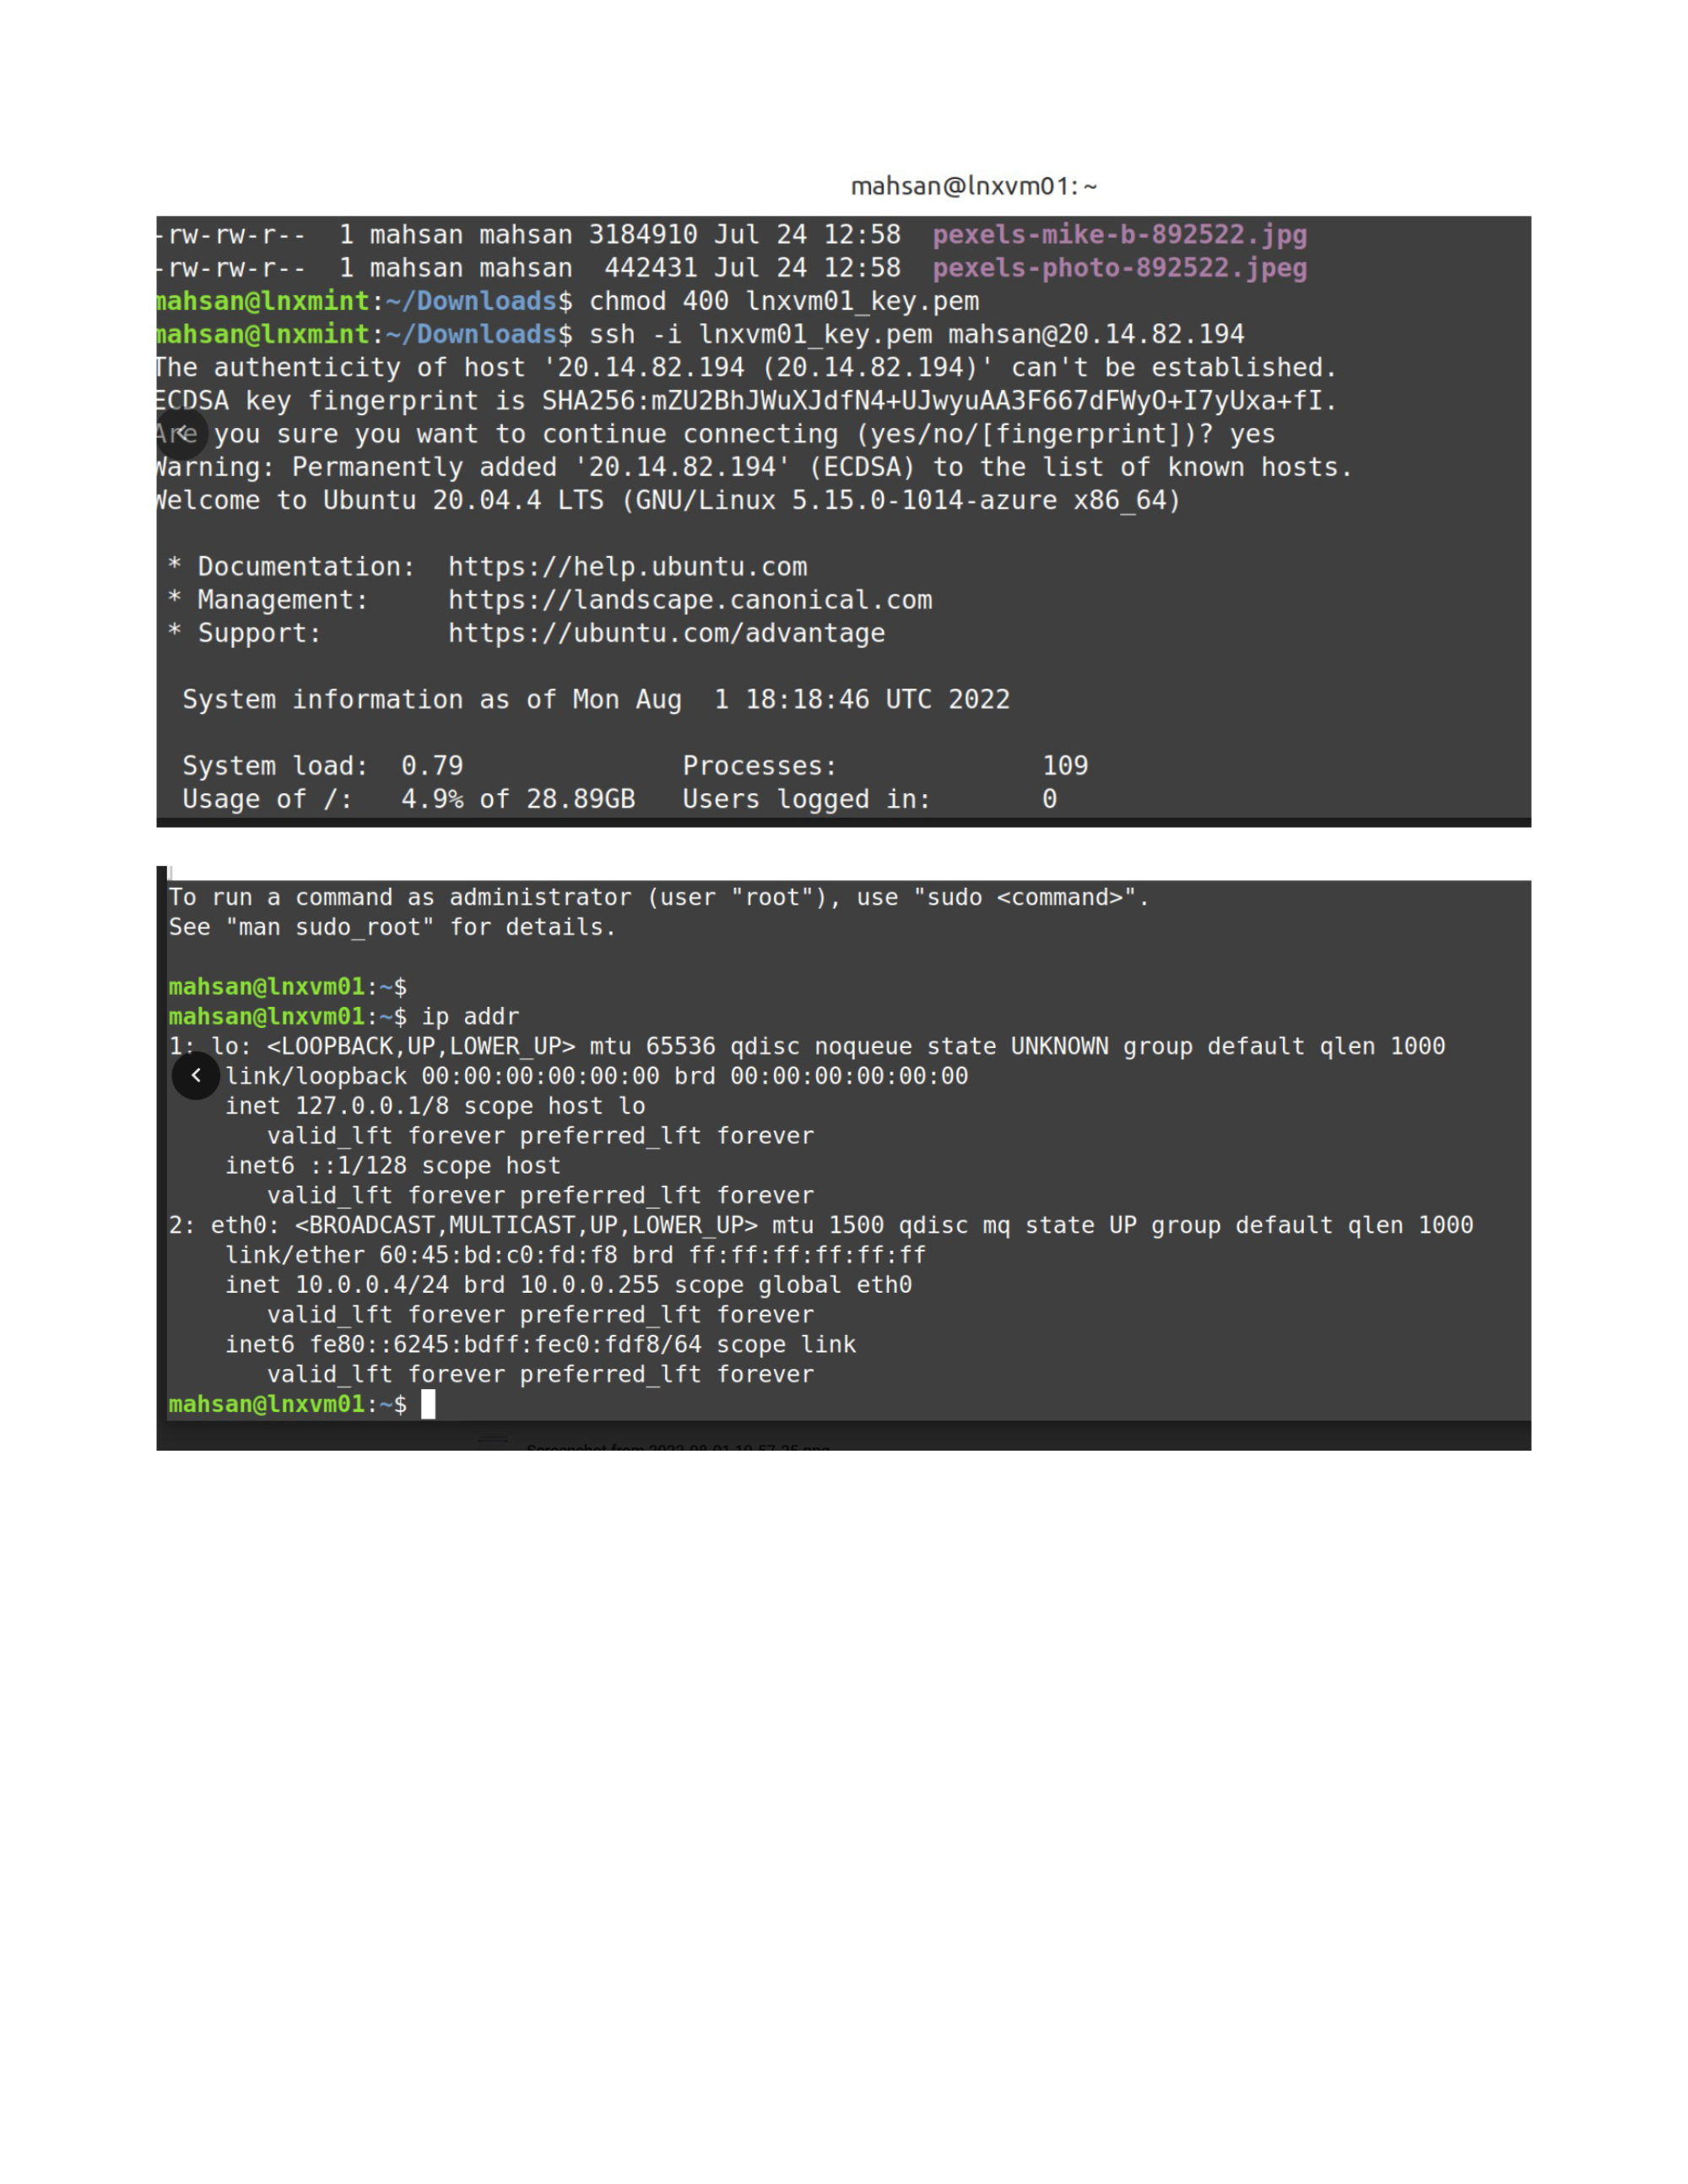 mahsan@lnxvm01: ~
-rw-rw-r--  1 mahsan mahsan 3184910 Jul 24 12:58  pexels-mike-b-892522.jpg
-rw-rw-r--  1 mahsan mahsan  442431 Jul 24 12:58  pexels-photo-892522.jpeg
mahsan@lnxmint:~/Downloads$ chmod 400 lnxvm01_key.pem
mahsan@lnxmint:~/Downloads$ ssh -i lnxvm01_key.pem mahsan@20.14.82.194
The authenticity of host '20.14.82.194 (20.14.82.194)' can't be established.
ECDSA key fingerprint is SHA256:mZU2BhJWuXJdfN4+UJwyuAA3F667dFWyO+I7yUxa+fI.
Are you sure you want to continue connecting (yes/no/[fingerprint])? yes
Warning: Permanently added '20.14.82.194' (ECDSA) to the list of known hosts.
Welcome to Ubuntu 20.04.4 LTS (GNU/Linux 5.15.0-1014-azure x86_64)
* Documentation:  https://help.ubuntu.com
* Management:     https://landscape.canonical.com
* Support:        https://ubuntu.com/advantage
System information as of Mon Aug  1 18:18:46 UTC 2022
System load:  0.79              Processes:             109
Usage of /:   4.9% of 28.89GB   Users logged in:       0
To run a command as administrator (user "root"), use "sudo <command>".
See "man sudo_root" for details.
mahsan@lnxvm01:~$
mahsan@lnxvm01:~$ ip addr
1: lo: <LOOPBACK,UP,LOWER_UP> mtu 65536 qdisc noqueue state UNKNOWN group default qlen 1000
link/loopback 00:00:00:00:00:00 brd 00:00:00:00:00:00
inet 127.0.0.1/8 scope host lo
valid_lft forever preferred_lft forever
inet6 ::1/128 scope host
valid_lft forever preferred_lft forever
2: eth0: <BROADCAST,MULTICAST,UP,LOWER_UP> mtu 1500 qdisc mq state UP group default qlen 1000
link/ether 60:45:bd:c0:fd:f8 brd ff:ff:ff:ff:ff:ff
inet 10.0.0.4/24 brd 10.0.0.255 scope global eth0
valid_lft forever preferred_lft forever
inet6 fe80::6245:bdff:fec0:fdf8/64 scope link
valid_lft forever preferred_lft forever
mahsan@lnxvm01:~$